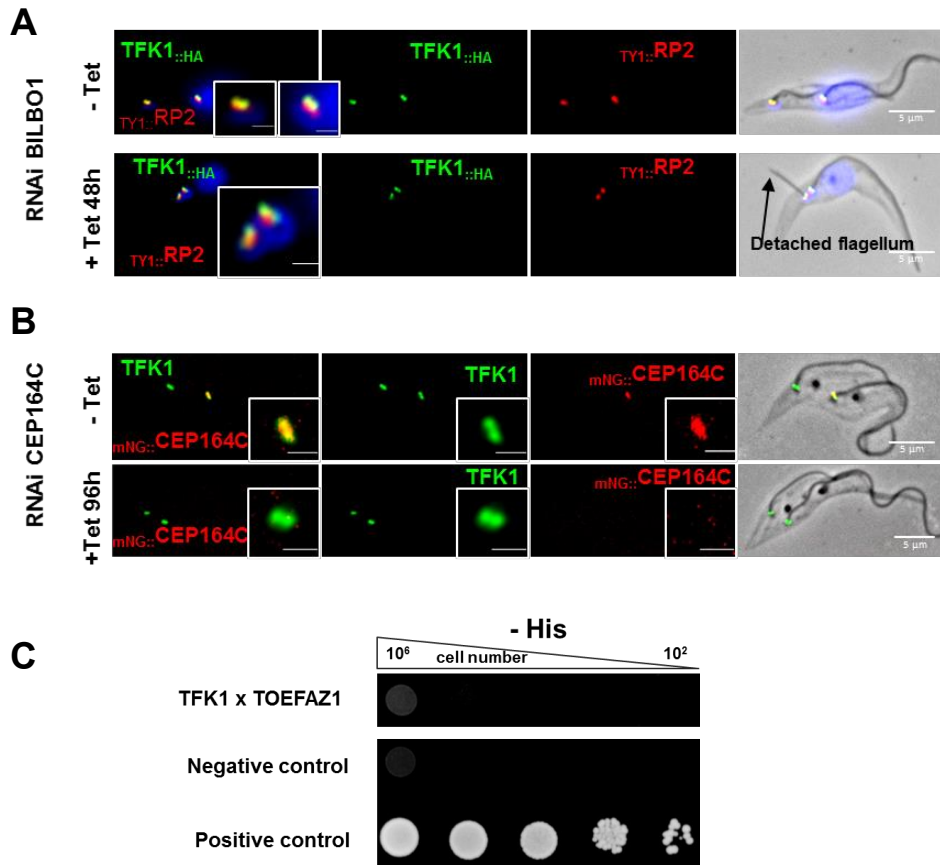 A
RNAi BILBO1
- Tet
TFK1::HA
TY1::RP2
TFK1::HA
TY1::RP2
5 µm
+ Tet 48h
TFK1::HA
TY1::RP2
TFK1::HA
TY1::RP2
Detached flagellum
5 µm
B
RNAi CEP164C
- Tet
TFK1
mNG::CEP164C
TFK1
mNG::CEP164C
5 µm
+Tet 96h
mNG::CEP164C
TFK1
mNG::CEP164C
5 µm
C
- His
10⁶ cell number 10²
TFK1 x TOEFAZ1
Negative control
Positive control